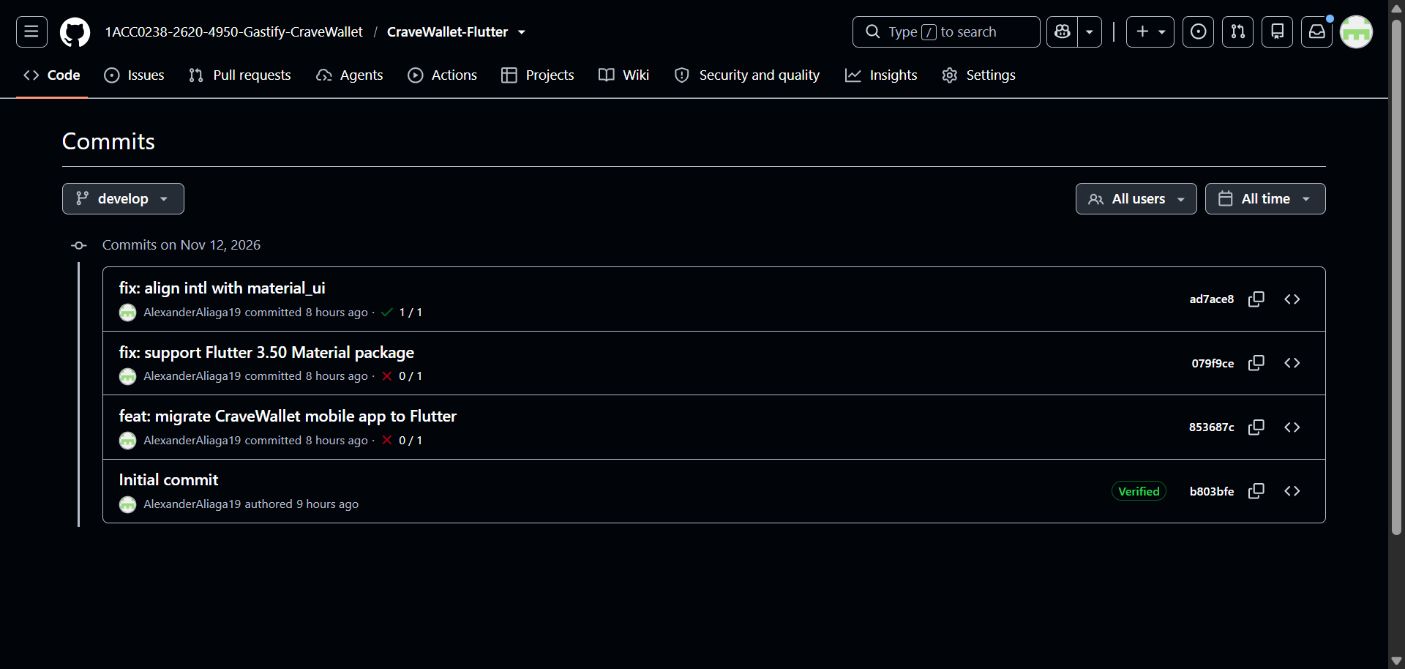 1ACC0238-2620-4950-Gastify-CraveWallet / CraveWallet-Flutter
Type / to search
Code Issues Pull requests Agents Actions Projects Wiki Security and quality Insights Settings
Commits
develop All users All time
Commits on Nov 12, 2026
fix: align intl with material_ui
AlexanderAliaga19 committed 8 hours ago · 1 / 1 ad7ace8
fix: support Flutter 3.50 Material package
AlexanderAliaga19 committed 8 hours ago · 0 / 1 079f9ce
feat: migrate CraveWallet mobile app to Flutter
AlexanderAliaga19 committed 8 hours ago · 0 / 1 853687c
Initial commit
AlexanderAliaga19 authored 9 hours ago Verified b803bfe